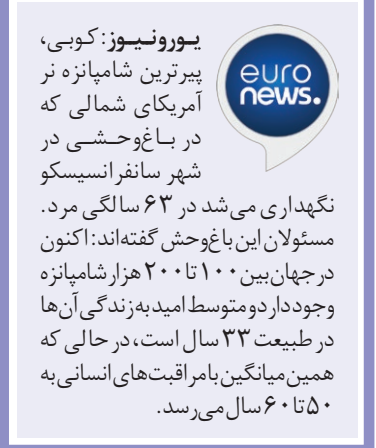 یورونیوز: کوبی،
پیرترین شامپانزه نر
آمریکای شمالی که
در باغ‌وحشی در
شهر سانفرانسیسکو
نگهداری می‌شد در ۶۳ سالگی مرد.
مسئولان این باغ‌وحش گفته‌اند: اکنون
در جهان بین ۱۰۰ تا ۲۰۰ هزار شامپانزه
وجود دارد و متوسط امید به زندگی آن‌ها
در طبیعت ۳۳ سال است، در حالی که
همین میانگین با مراقبت‌های انسانی به
۵۰ تا ۶۰ سال می‌رسد.
euro
news.